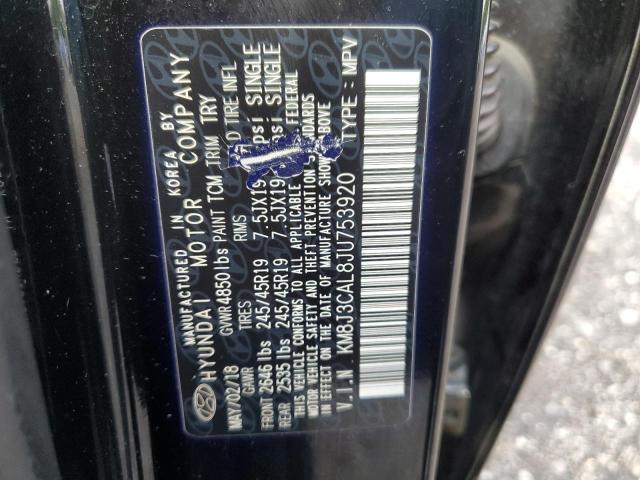 MANUFACTURED IN KOREA BY
HYUNDAI MOTOR COMPANY
MAY/02/18 GVWR 4850lbs PAINT TCM TRIM TRY
GAWR TIRES RIMS D TIRE INFL
FRONT 2646 lbs 245/45R19 7.5JX19 psi SINGLE
REAR 2535 lbs 245/45R19 7.5JX19 psi SINGLE
THIS VEHICLE CONFORMS TO ALL APPLICABLE FEDERAL
MOTOR VEHICLE SAFETY AND THEFT PREVENTION STANDARDS
IN EFFECT ON THE DATE OF MANUFACTURE SHOWN ABOVE
V.I.N KM8J3CAL8JU753920 TYPE : MPV